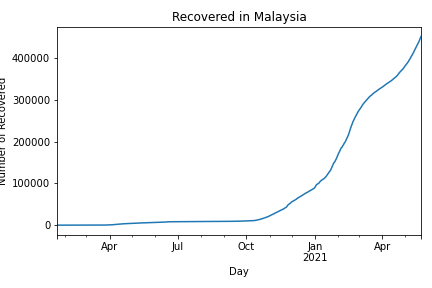 Recovered in Malaysia
Number of Recovered
400000
300000
200000
100000
0
Apr
Jul
Oct
Jan
2021
Apr
Day